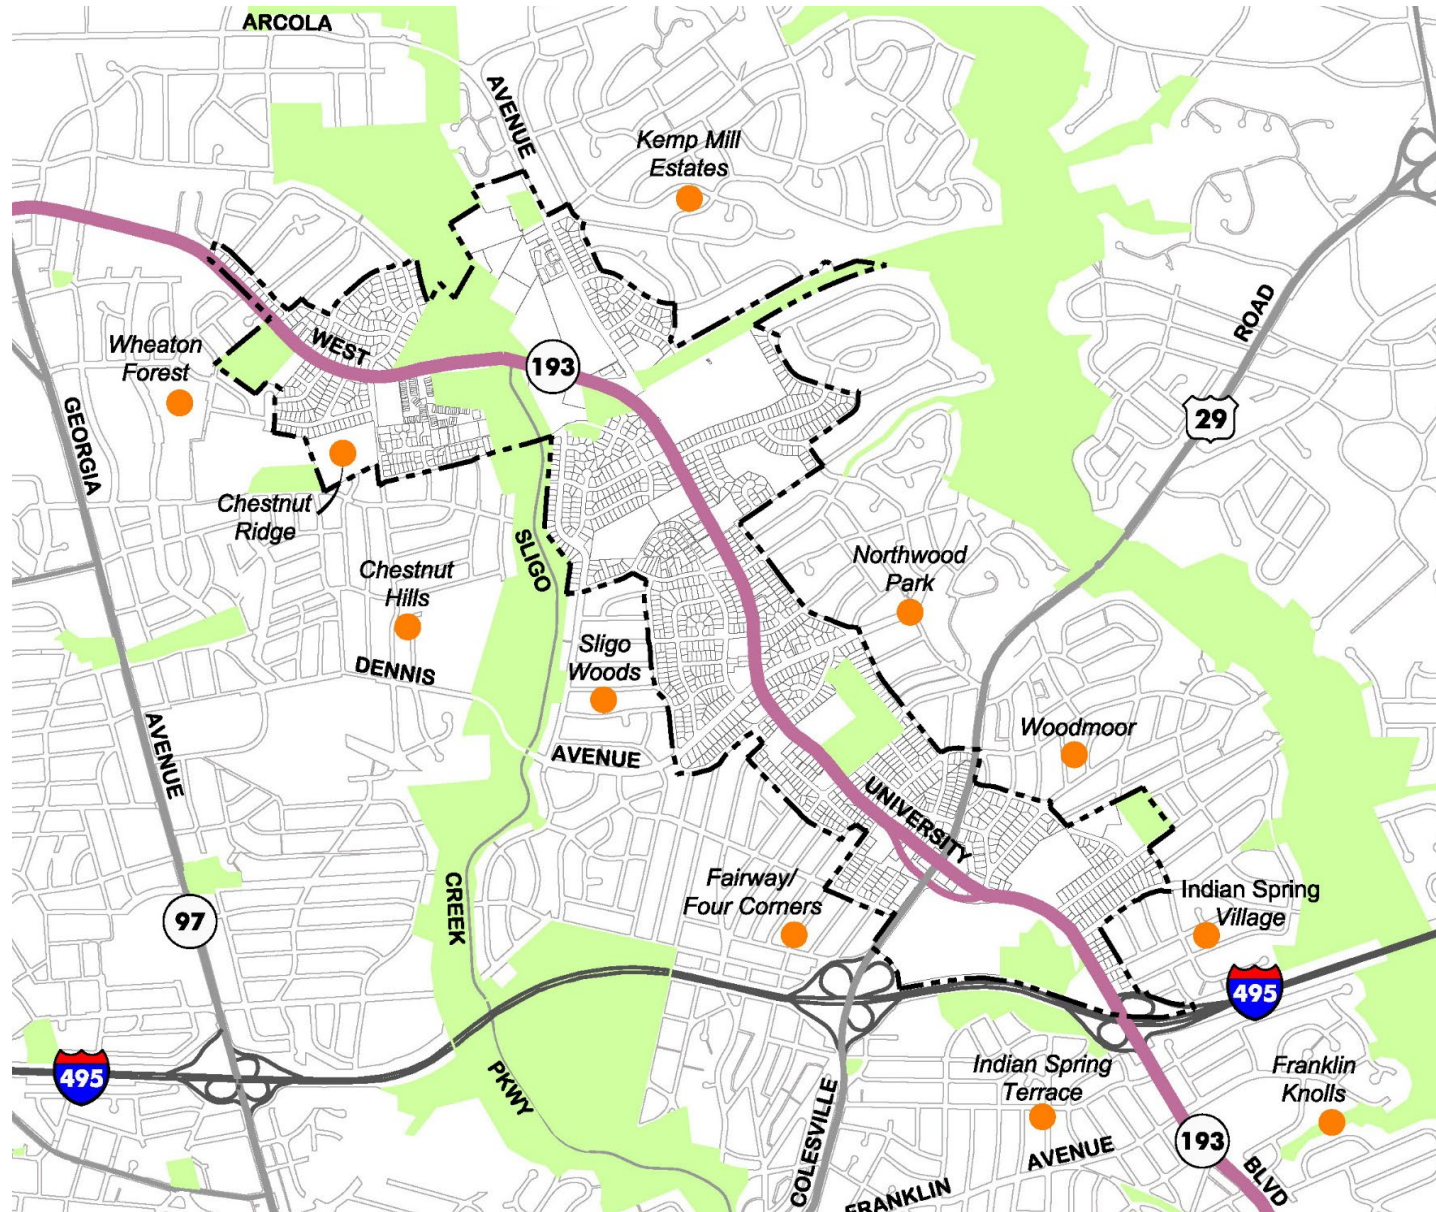 ARCOLA
AVENUE
Kemp Mill
Estates
ROAD
WEST
193
Wheaton
Forest
29
GEORGIA
Chestnut
Ridge
SLIGO
Northwood
Park
Chestnut
Hills
Sligo
Woods
DENNIS
AVENUE
Woodmoor
AVENUE
UNIVERSITY
Fairway/
Four Corners
Indian Spring
Village
CREEK
97
495
495
Indian Spring
Terrace
Franklin
Knolls
PKWY
COLESVILLE
193
AVENUE
FRANKLIN
BLVD